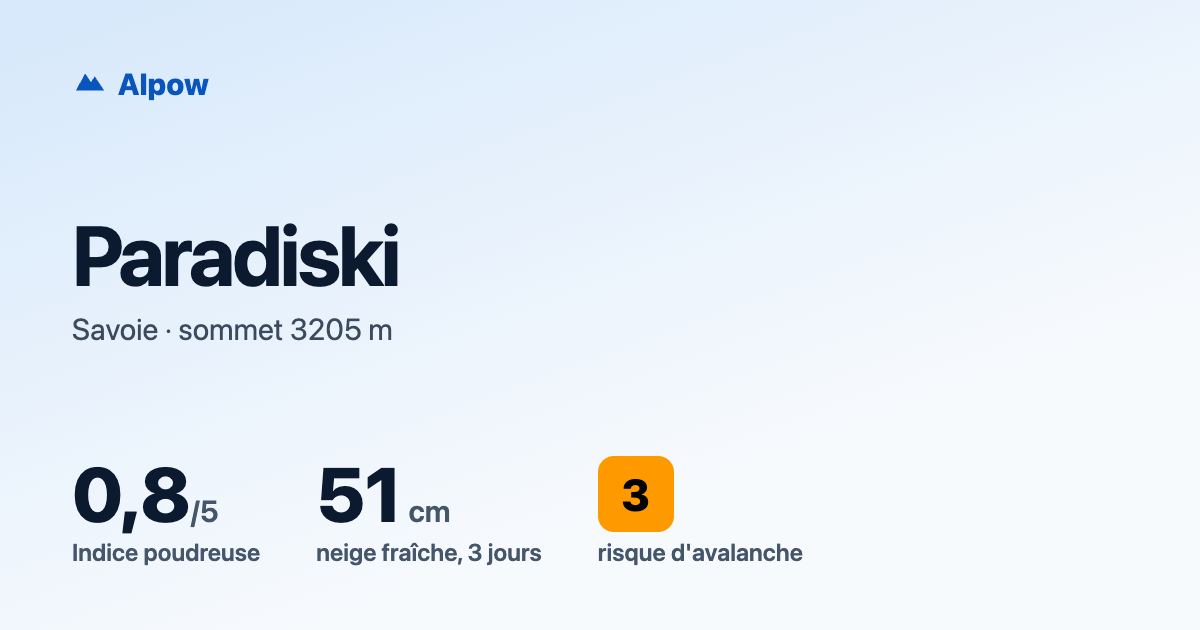 Alpow
Paradiski
Savoie · sommet 3205 m
0,8/5
Indice poudreuse
51 cm
neige fraîche, 3 jours
3
risque d'avalanche